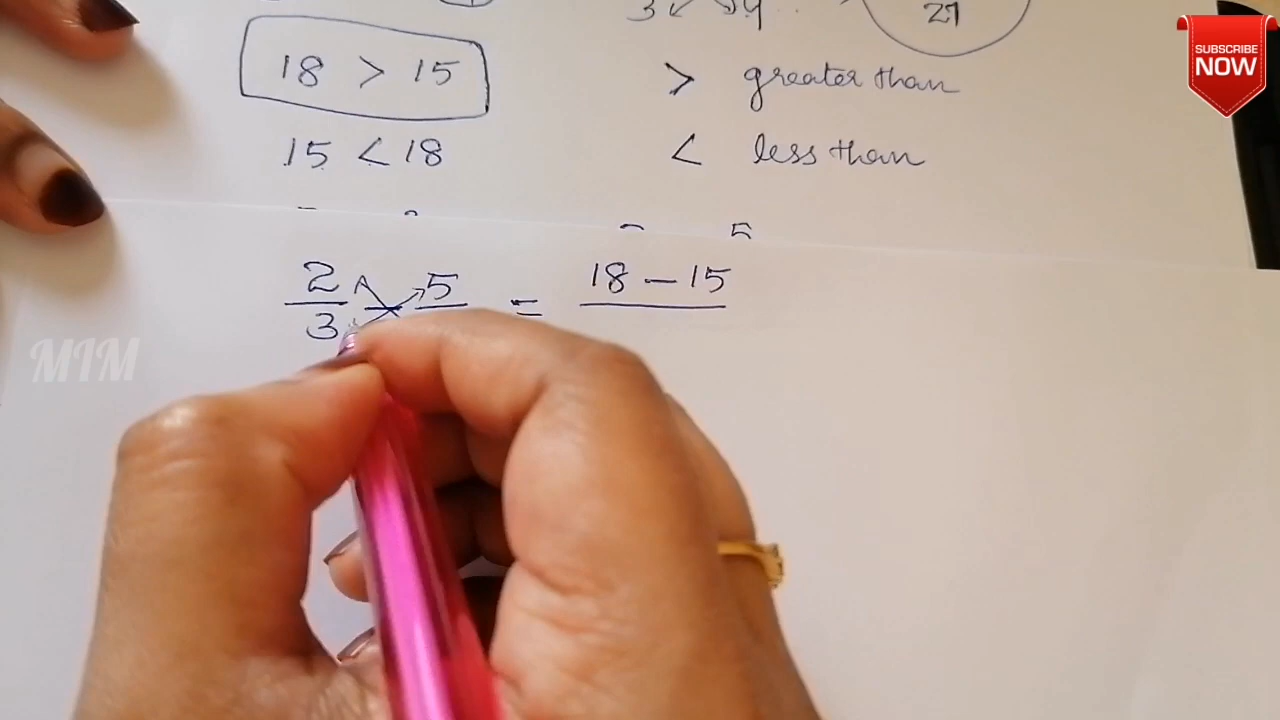 27
18 > 15
> greater than
15 < 18
< less than
2/3 - 5/ = 18 - 15
MIM
SUBSCRIBE
NOW